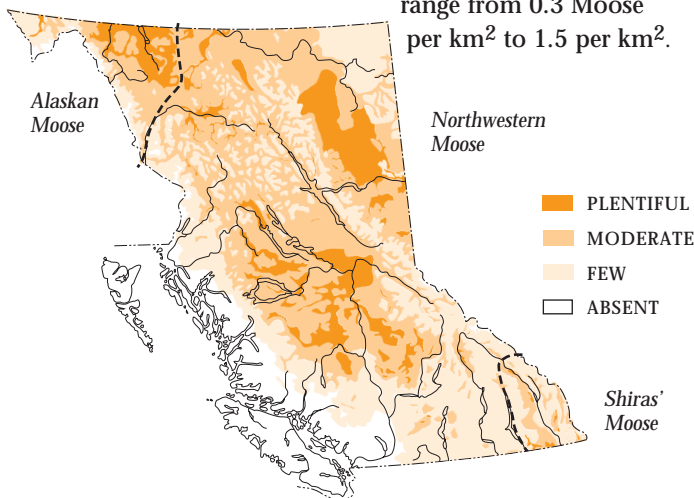 range from 0.3 Moose
per km² to 1.5 per km².
Alaskan
Moose
Northwestern
Moose
PLENTIFUL
MODERATE
FEW
ABSENT
Shiras'
Moose